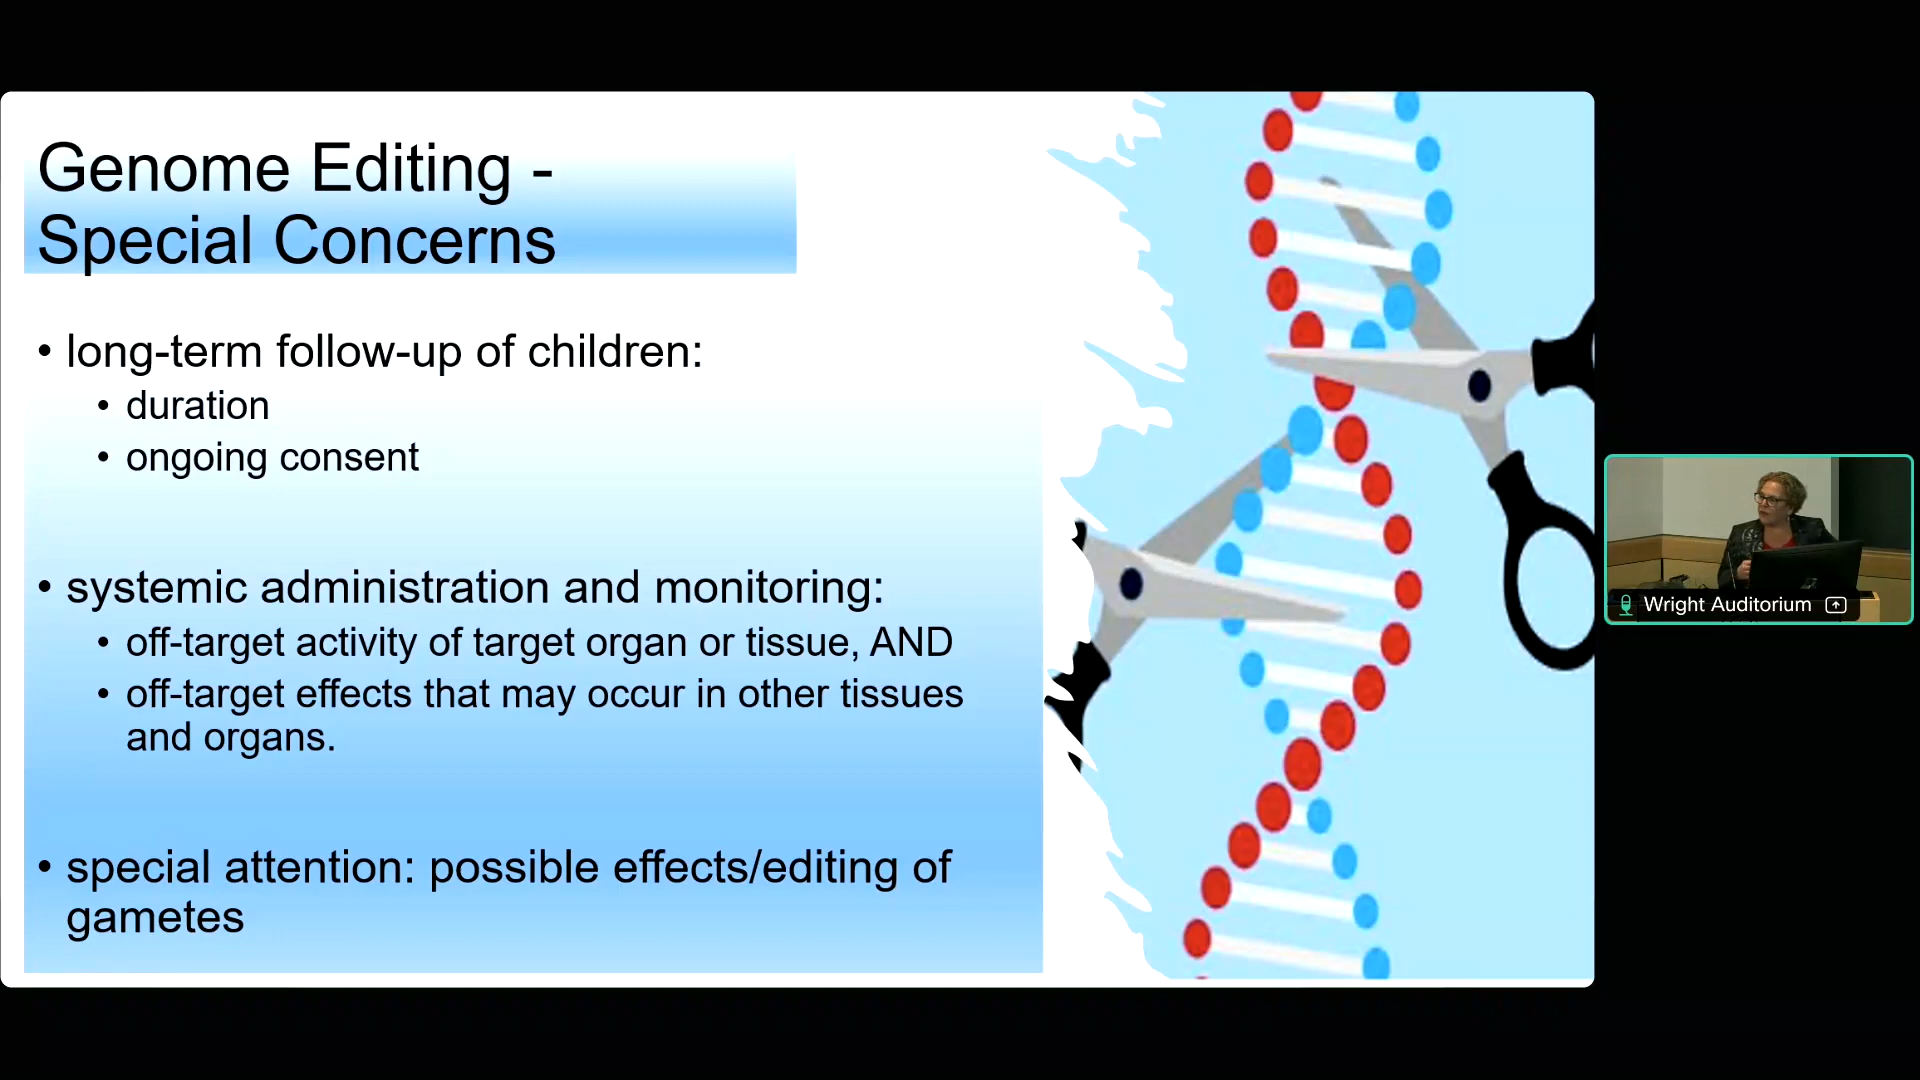 Genome Editing -
Special Concerns
• long-term follow-up of children:
• duration
• ongoing consent
• systemic administration and monitoring:
• off-target activity of target organ or tissue, AND
• off-target effects that may occur in other tissues
and organs.
• special attention: possible effects/editing of
gametes
Wright Auditorium